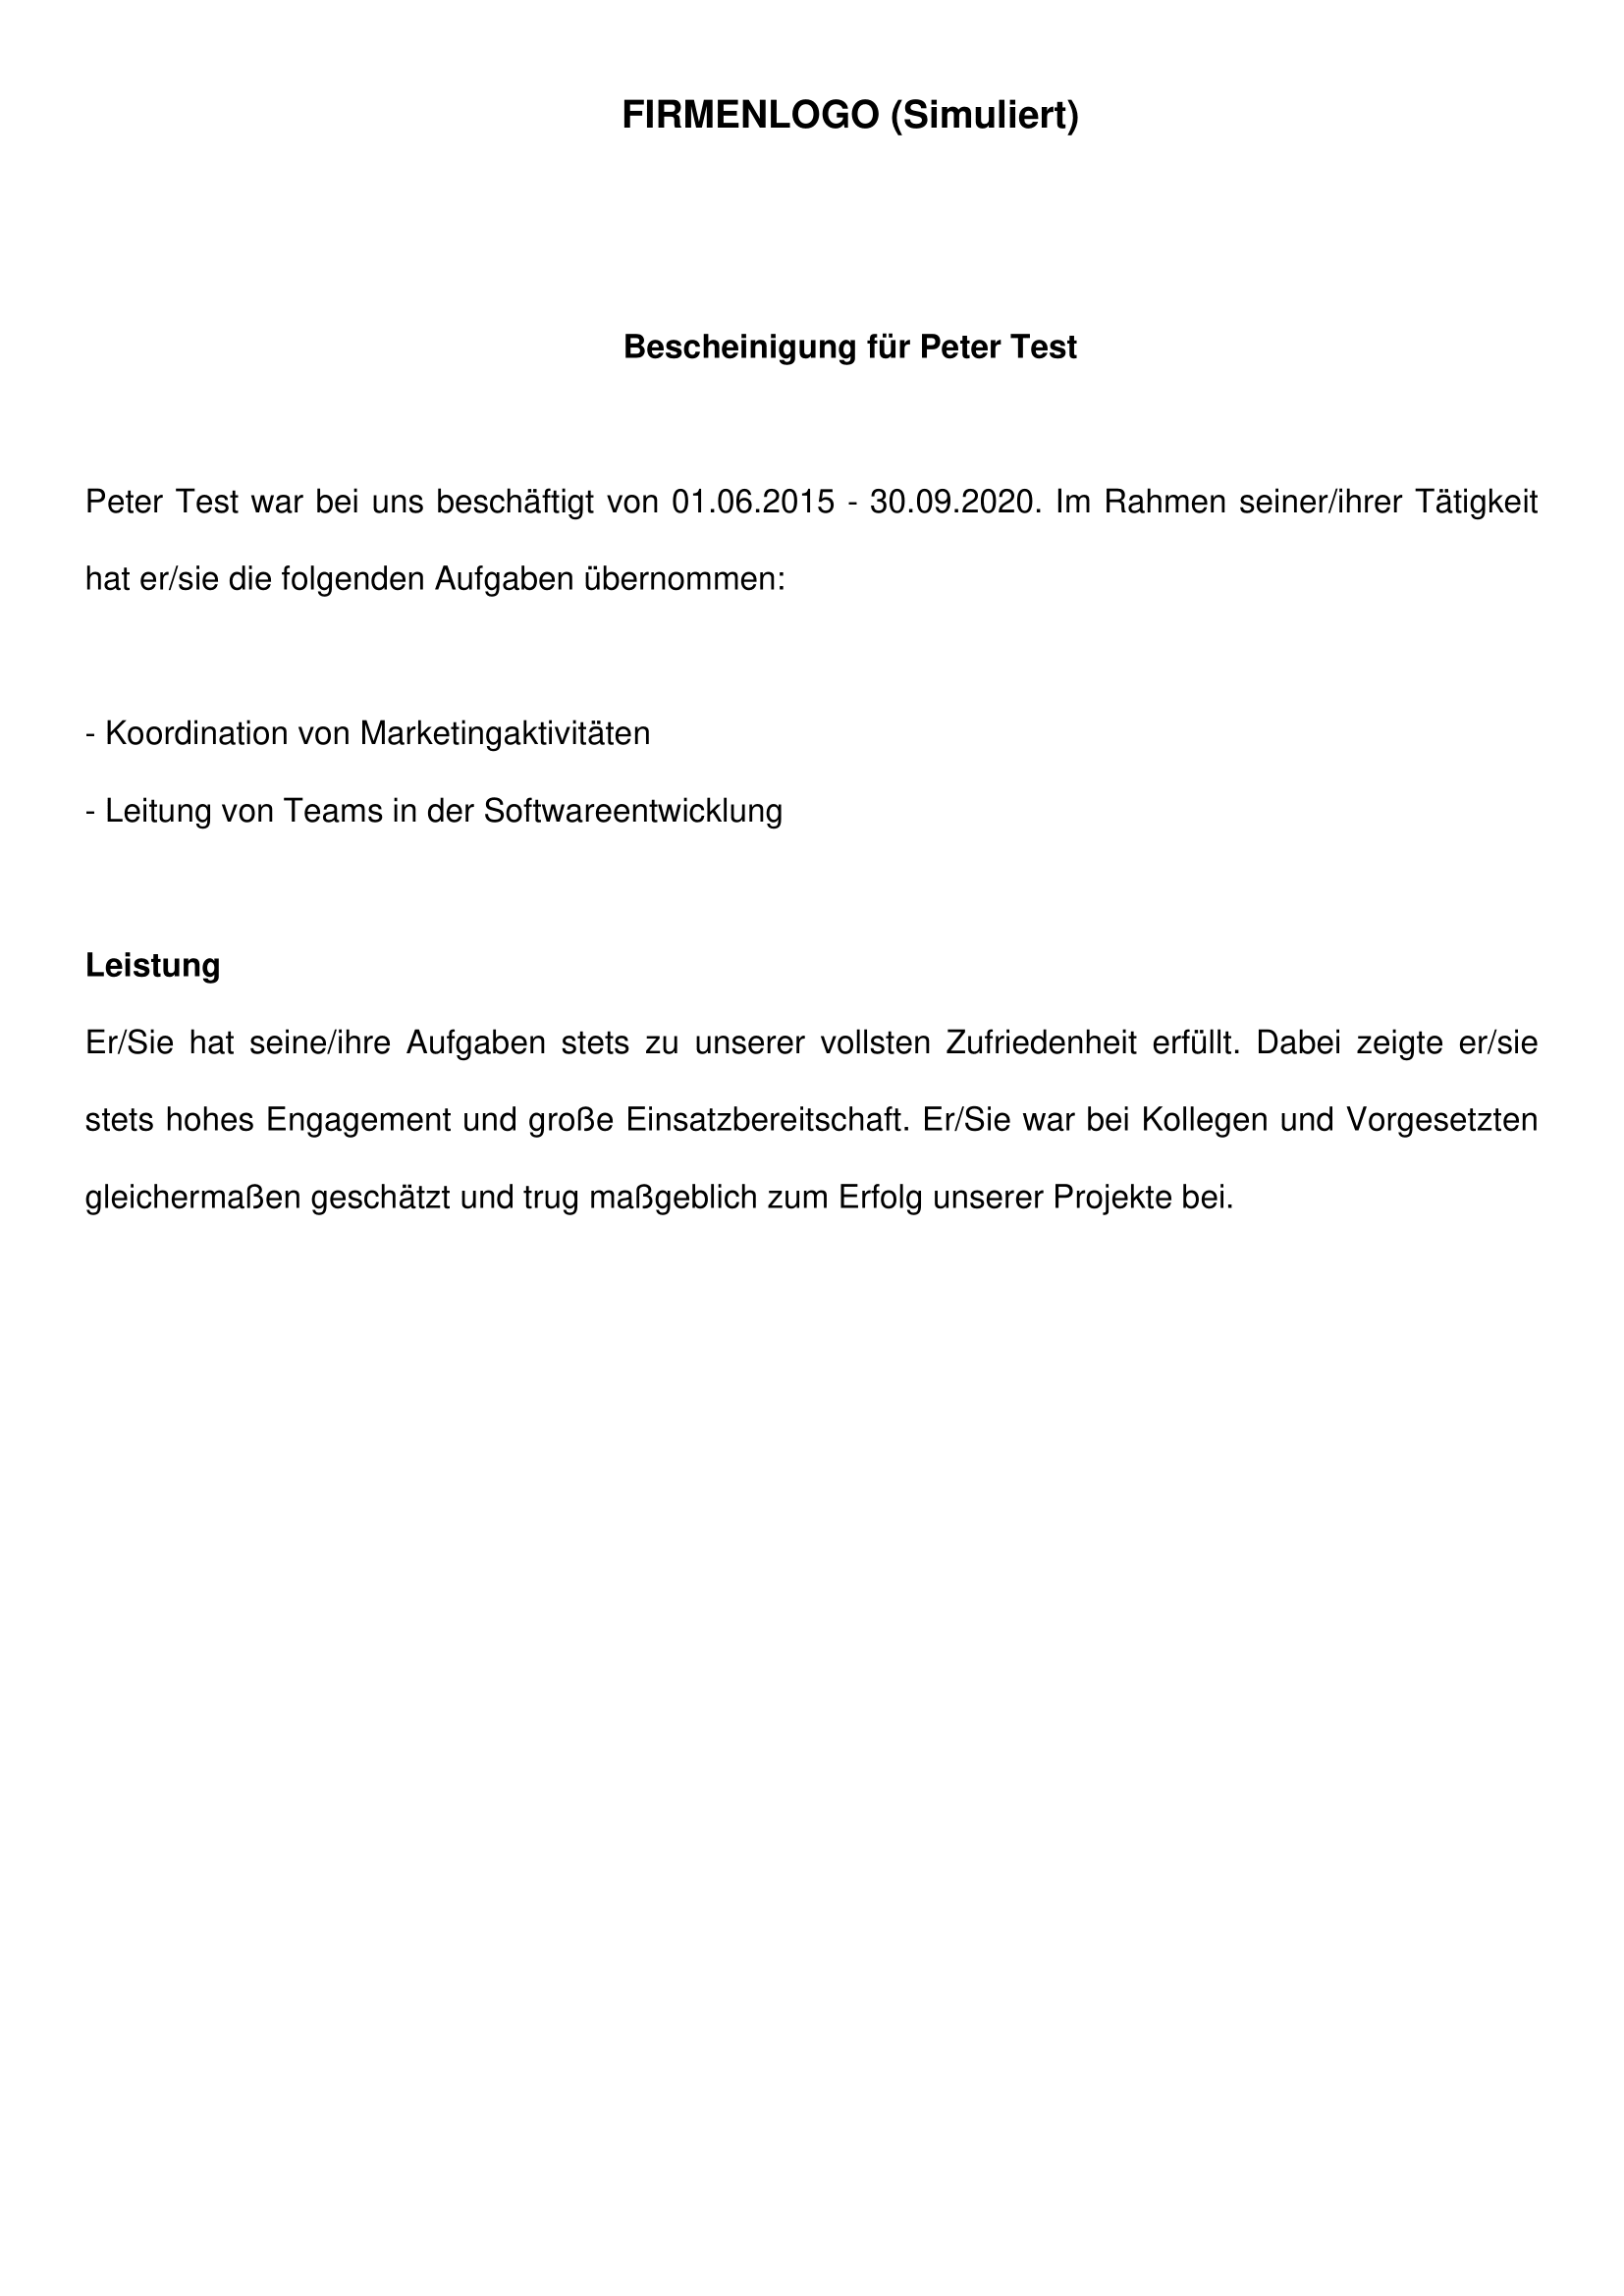 FIRMENLOGO (Simuliert)
Bescheinigung für Peter Test
Peter Test war bei uns beschäftigt von 01.06.2015 - 30.09.2020. Im Rahmen seiner/ihrer Tätigkeit
hat er/sie die folgenden Aufgaben übernommen:
- Koordination von Marketingaktivitäten
- Leitung von Teams in der Softwareentwicklung
Leistung
Er/Sie hat seine/ihre Aufgaben stets zu unserer vollsten Zufriedenheit erfüllt. Dabei zeigte er/sie
stets hohes Engagement und große Einsatzbereitschaft. Er/Sie war bei Kollegen und Vorgesetzten
gleichermaßen geschätzt und trug maßgeblich zum Erfolg unserer Projekte bei.